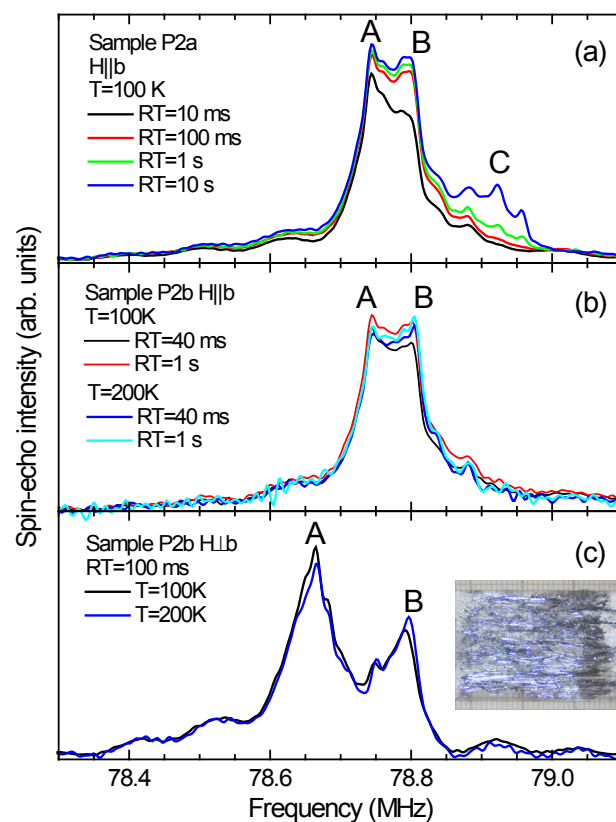 Sample P2a
H||b
T=100 K
RT=10 ms
RT=100 ms
RT=1 s
RT=10 s
A
B
C
(a)
Sample P2b H||b
T=100K
RT=40 ms
RT=1 s
T=200K
RT=40 ms
RT=1 s
A
B
(b)
Sample P2b H⊥b
RT=100 ms
T=100K
T=200K
A
B
(c)
Spin-echo intensity (arb. units)
78.4 78.6 78.8 79.0
Frequency (MHz)